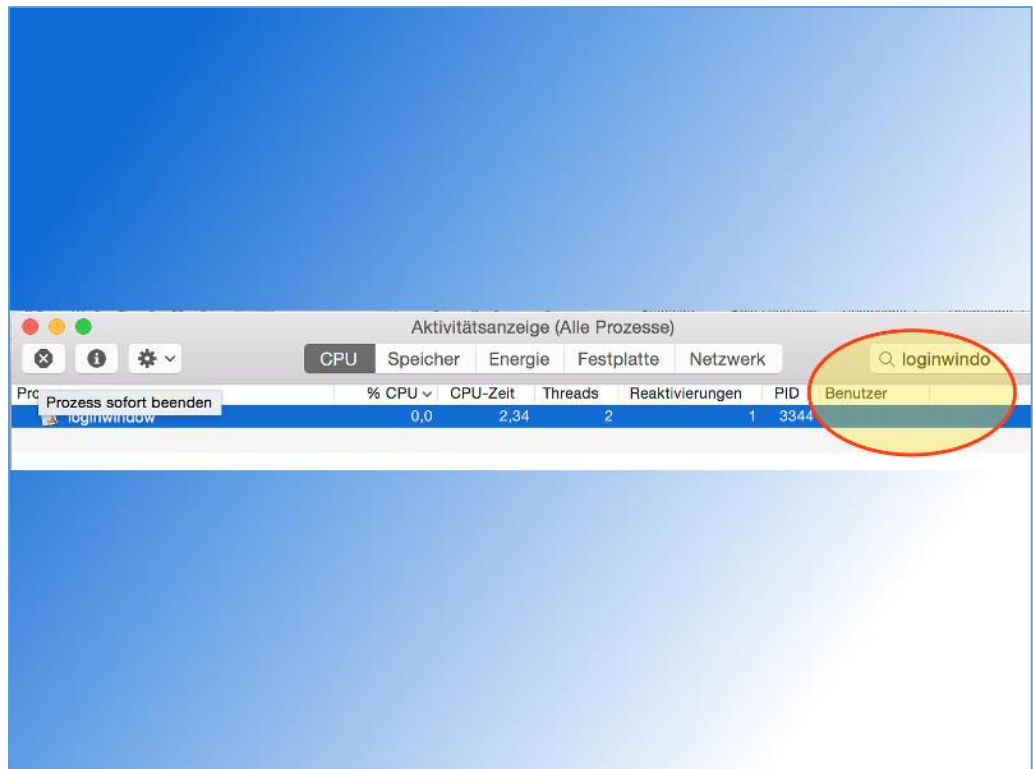 Aktivitätsanzeige (Alle Prozesse)
CPU Speicher Energie Festplatte Netzwerk loginwindo
% CPU CPU-Zeit Threads Reaktivierungen PID Benutzer
Prozess sofort beenden
loginwindow 0,0 2,34 2 1 3344